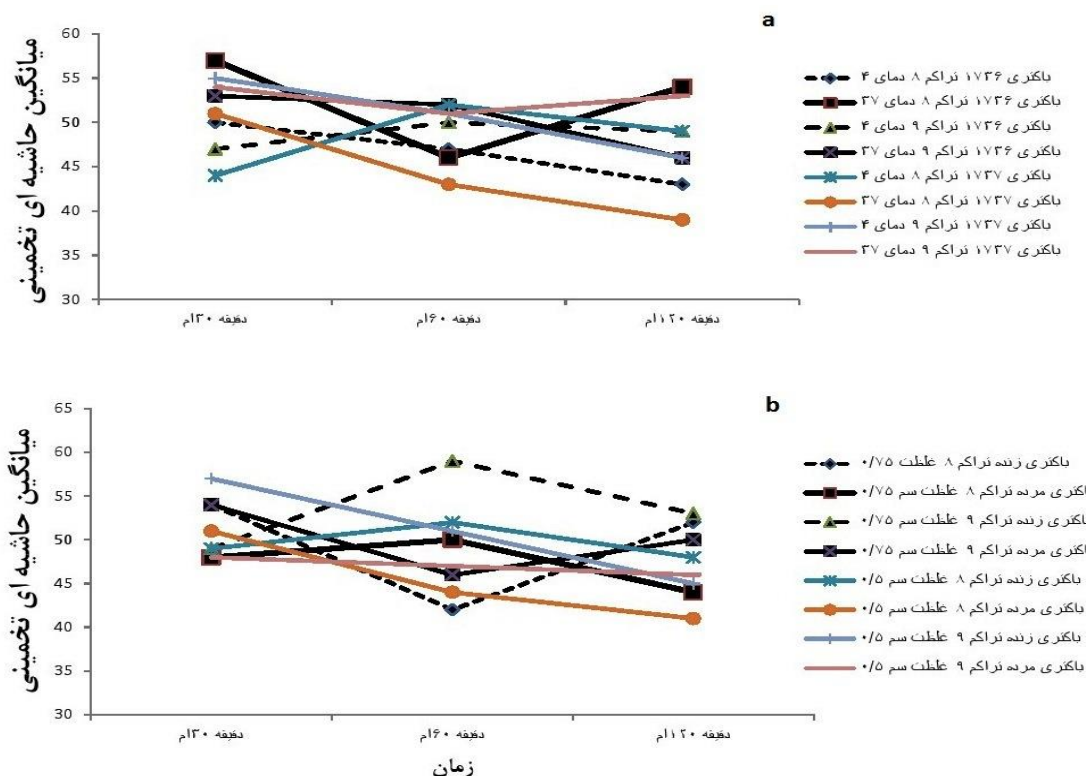 a
میانگین حاشیه ای تخمینی
60
55
50
45
40
35
30
دقیقه ۳۰ام
دقیقه ۶۰ام
دقیقه ۱۲۰ام
باکتری ۱۷۳۶ تراکم ۸ دمای ۴
باکتری ۱۷۳۶ تراکم ۸ دمای ۳۷
باکتری ۱۷۳۶ تراکم ۹ دمای ۴
باکتری ۱۷۳۶ تراکم ۹ دمای ۳۷
باکتری ۱۷۳۷ تراکم ۸ دمای ۴
باکتری ۱۷۳۷ تراکم ۸ دمای ۳۷
باکتری ۱۷۳۷ تراکم ۹ دمای ۴
باکتری ۱۷۳۷ تراکم ۹ دمای ۳۷
b
میانگین حاشیه ای تخمینی
65
60
55
50
45
40
35
30
دقیقه ۳۰ام
دقیقه ۶۰ام
دقیقه ۱۲۰ام
زمان
باکتری زنده تراکم ۸ غلظت ۰/۷۵
باکتری مرده تراکم ۸ غلظت سم ۰/۷۵
باکتری زنده تراکم ۹ غلظت سم ۰/۷۵
باکتری مرده تراکم ۹ غلظت سم ۰/۷۵
باکتری زنده تراکم ۸ غلظت سم ۰/۵
باکتری مرده تراکم ۸ غلظت سم ۰/۵
باکتری زنده تراکم ۹ غلظت سم ۰/۵
باکتری مرده تراکم ۹ غلظت سم ۰/۵